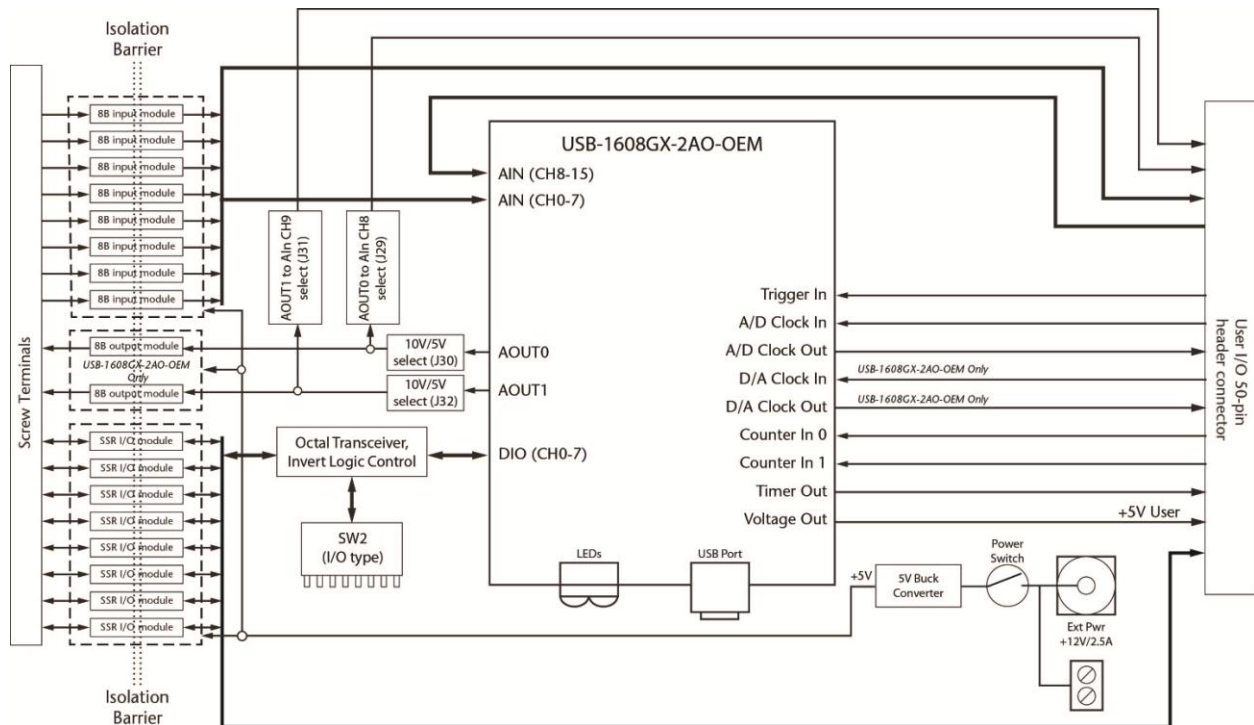 Isolation
Barrier
Screw Terminals
8B input module
8B input module
8B input module
8B input module
8B input module
8B input module
8B input module
8B input module
8B output module
USB-1608GX-2AO-OEM
Only
8B output module
SSR I/O module
SSR I/O module
SSR I/O module
SSR I/O module
SSR I/O module
SSR I/O module
SSR I/O module
SSR I/O module
Isolation
Barrier
AOUT1 to AIn CH9
select (J31)
AOUT0 to AIn CH8
select (J29)
10V/5V
select (J30)
10V/5V
select (J32)
Octal Transceiver,
Invert Logic Control
SW2
(I/O type)
USB-1608GX-2AO-OEM
AIN (CH8-15)
AIN (CH0-7)
AOUT0
AOUT1
DIO (CH0-7)
Trigger In
A/D Clock In
A/D Clock Out
D/A Clock In
D/A Clock Out
Counter In 0
Counter In 1
Timer Out
Voltage Out
LEDs
USB Port
USB-1608GX-2AO-OEM Only
USB-1608GX-2AO-OEM Only
+5V User
+5V
5V Buck
Converter
Power
Switch
Ext Pwr
+12V/2.5A
User I/O 50-pin
header connector